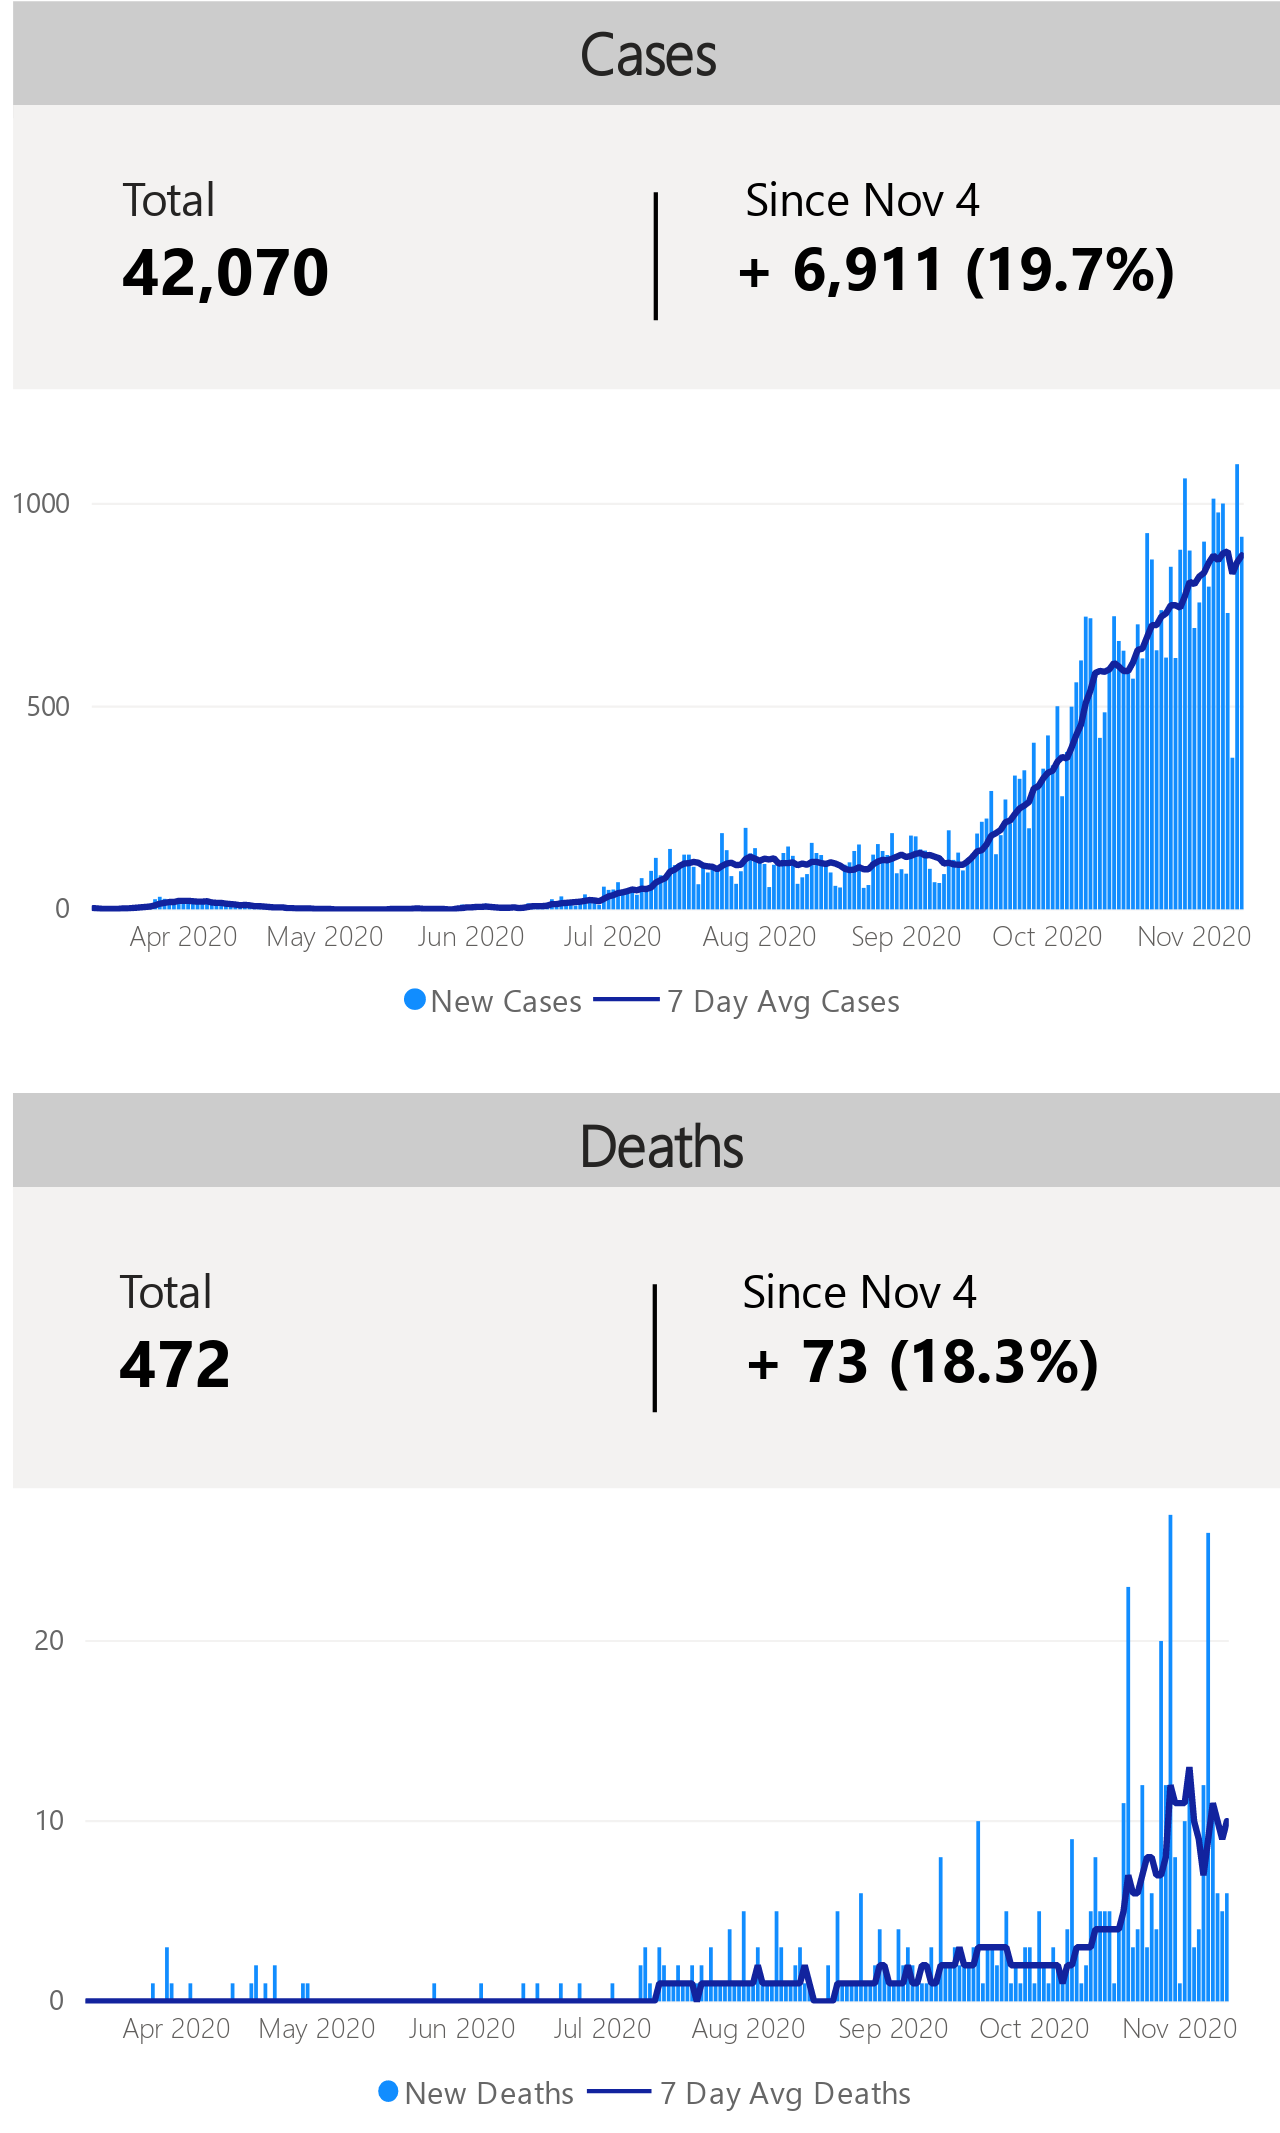 Cases
Total
Since Nov 4
42,070
+ 6,911 (19.7%)
1000
500
0
Apr 2020 May 2020 Jun 2020 Jul 2020 Aug 2020 Sep 2020 Oct 2020 Nov 2020
New Cases 7 Day Avg Cases
Deaths
Total
Since Nov 4
472
+ 73 (18.3%)
20
10
0
Apr 2020 May 2020 Jun 2020 Jul 2020 Aug 2020 Sep 2020 Oct 2020 Nov 2020
New Deaths 7 Day Avg Deaths